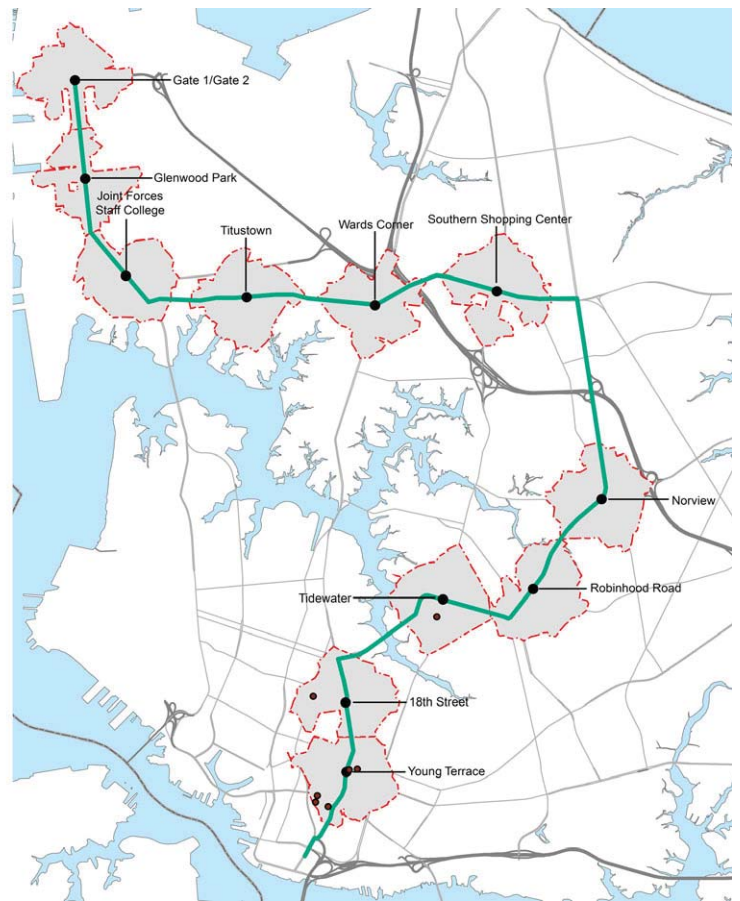 Gate 1/Gate 2
Glenwood Park
Joint Forces
Staff College
Titustown
Wards Corner
Southern Shopping Center
Norview
Robinhood Road
Tidewater
18th Street
Young Terrace